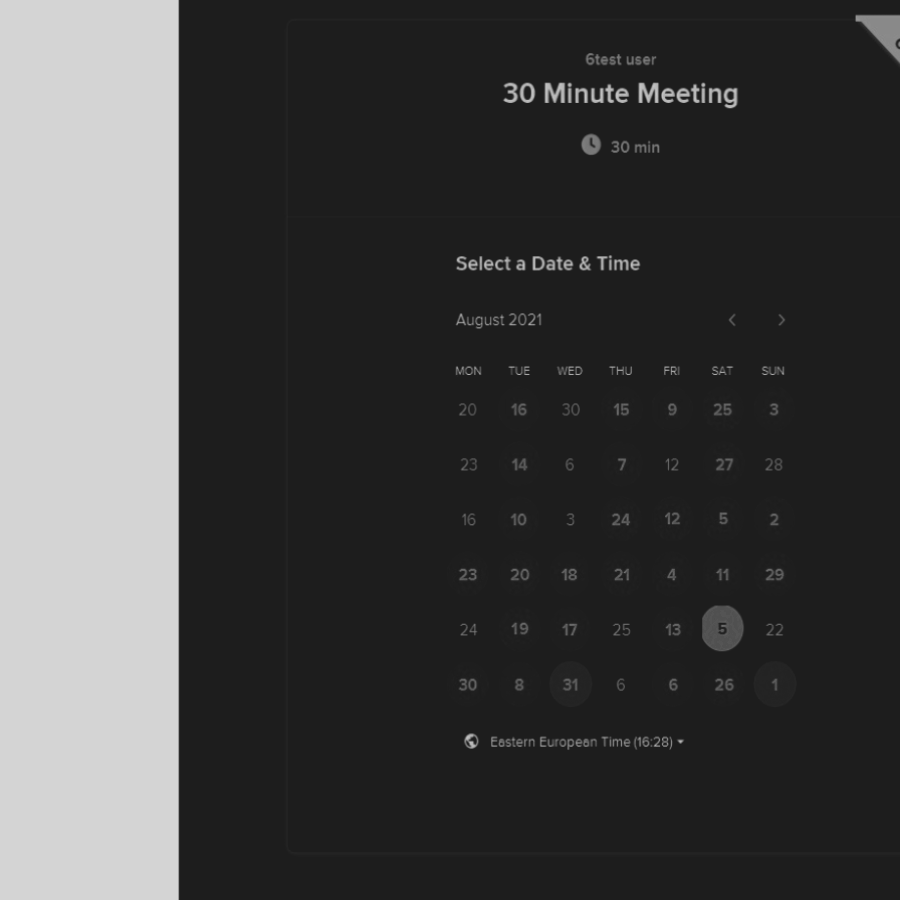 6test user
30 Minute Meeting
30 min
Select a Date & Time
August 2021
MON TUE WED THU FRI SAT SUN
20 16 30 15 9 25 3
23 14 6 7 12 27 28
16 10 3 24 12 5 2
23 20 18 21 4 11 29
24 19 17 25 13 5 22
30 8 31 6 6 26 1
Eastern European Time (16:28)